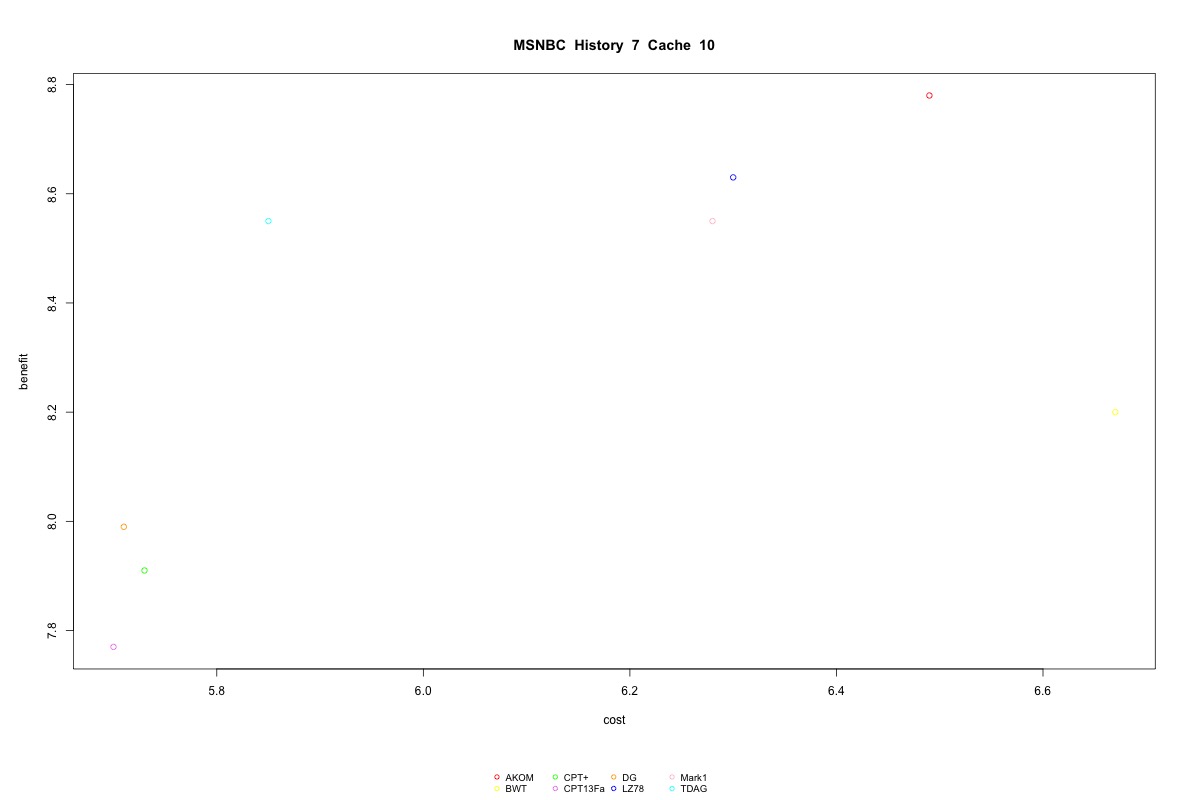 MSNBC History 7 Cache 10
8.8
8.6
8.4
8.2
8.0
7.8
benefit
5.8 6.0 6.2 6.4 6.6
cost
AKOM CPT+ DG Mark1
BWT CPT13Fa LZ78 TDAG